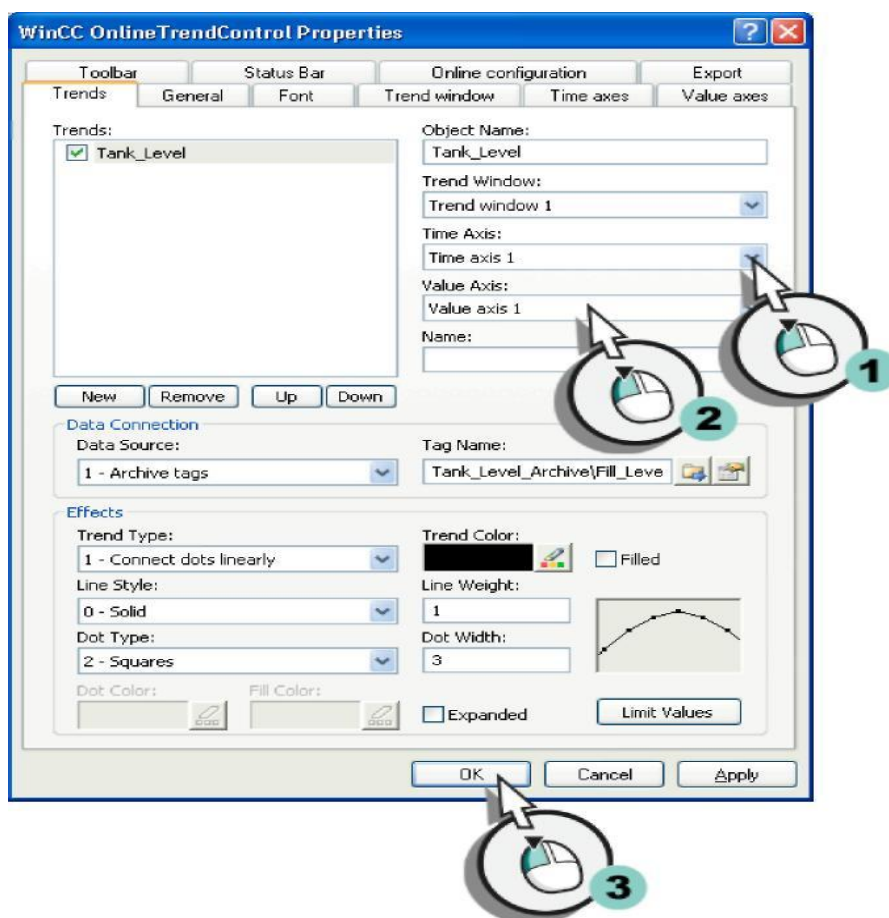 WinCC OnlineTrendControl Properties
Toolbar Status Bar Online configuration Export
Trends General Font Trend window Time axes Value axes
Trends:
Tank_Level
Object Name:
Tank_Level
Trend Window:
Trend window 1
Time Axis:
Time axis 1
Value Axis:
Value axis 1
Name:
1
2
New Remove Up Down
Data Connection
Data Source:
1 - Archive tags
Tag Name:
Tank_Level_Archive\Fill_Leve
Effects
Trend Type:
1 - Connect dots linearly
Trend Color:
Filled
Line Style:
0 - Solid
Line Weight:
1
Dot Type:
2 - Squares
Dot Width:
3
Dot Color:
Fill Color:
Expanded
Limit Values
OK Cancel Apply
3